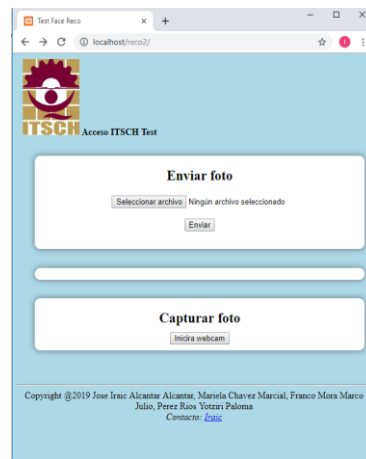 Test Face Reco
localhost/reco2/
ITSCH
Acceso ITSCH Test
Enviar foto
Seleccionar archivo Ningún archivo seleccionado
Enviar
Capturar foto
Inicira webcam
Copyright @2019 Jose Iraic Alcantar Alcantar, Mariela Chavez Marcial, Franco Mora Marco
Julio, Perez Rios Yotziri Paloma
Contacto: Iraic